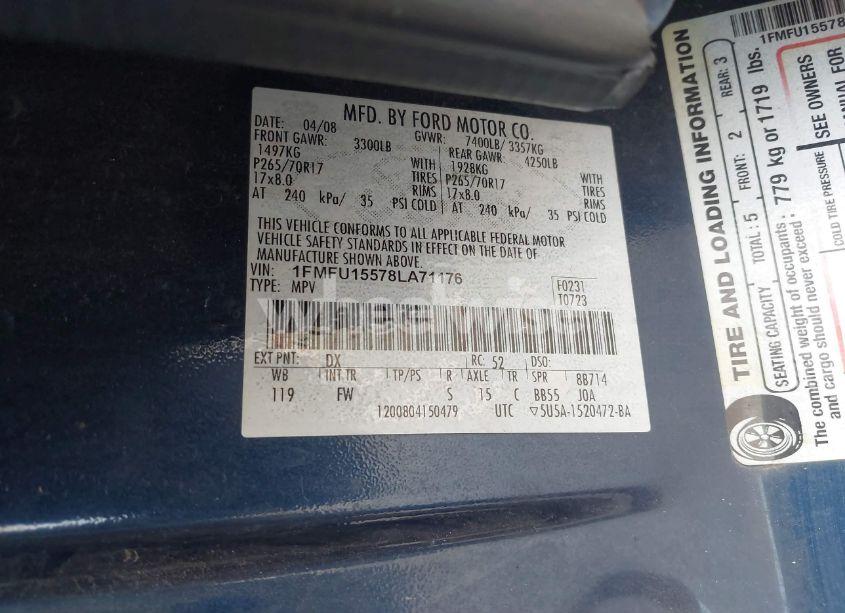 MFD. BY FORD MOTOR CO.
DATE: 04/08 GVWR: 7400LB/ 3357KG
FRONT GAWR: 3300LB REAR GAWR: 4250LB
1497KG WITH 1928KG WITH
P265/70R17 TIRES P265/70R17 TIRES
17x8.0 RIMS 17x8.0 RIMS
AT 240 kPa/ 35 PSI COLD AT 240 kPa/ 35 PSI COLD
THIS VEHICLE CONFORMS TO ALL APPLICABLE FEDERAL MOTOR
VEHICLE SAFETY STANDARDS IN EFFECT ON THE DATE OF
MANUFACTURE SHOWN ABOVE.
VIN: 1FMFU15578LA71176
TYPE: MPV
F0231
T0723
EXT PNT: DX RC: 52 DSO:
WB INT TR TP/PS R AXLE TR SPR 8B714
119 FW S 15 C BB55 JOA
1200804150479 UTC ▽5U5A-1520472-BA
TIRE AND LOADING INFORMATION
SEATING CAPACITY TOTAL: 5 FRONT: 2 REAR: 3
The combined weight of occupants : 779 kg or 1719 lbs.
and cargo should never exceed :
COLD TIRE PRESSURE
SEE OWNERS
MANUAL FOR
1FMFU15578